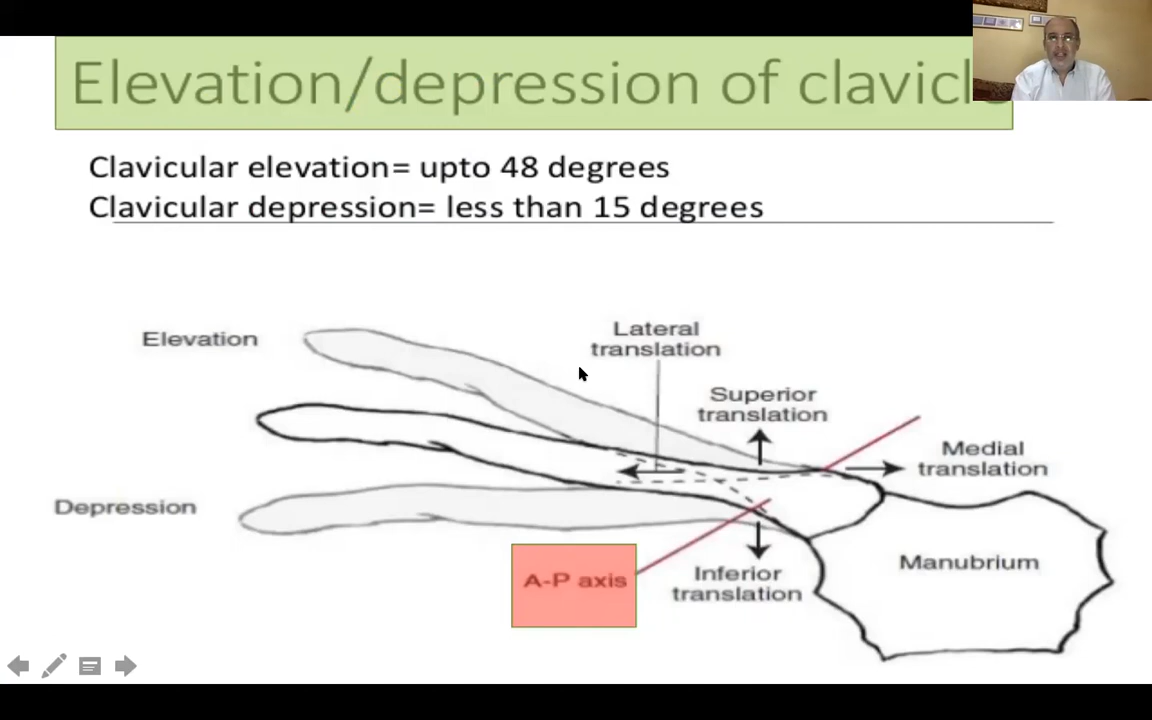 Elevation/depression of clavicle
Clavicular elevation= upto 48 degrees
Clavicular depression= less than 15 degrees
Elevation
Lateral
translation
Superior
translation
Medial
translation
Depression
A-P axis
Inferior
translation
Manubrium